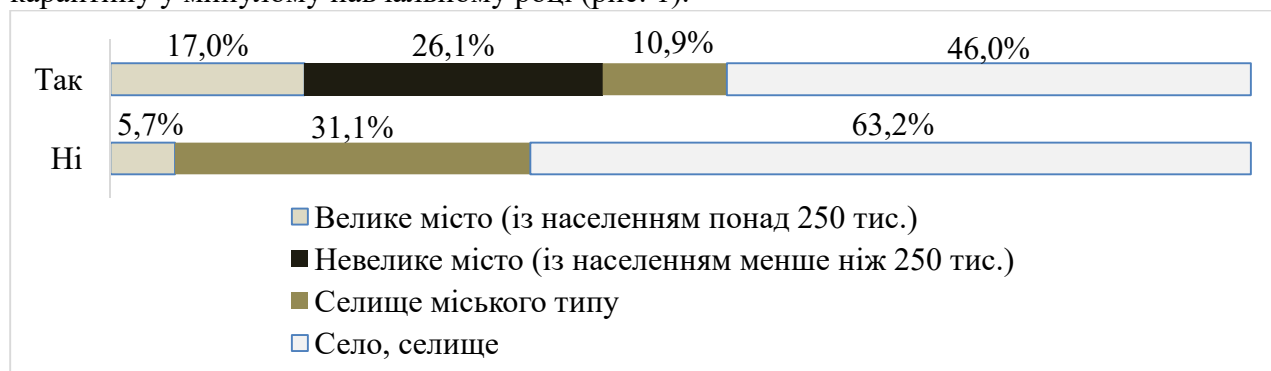 карантину у минулому навчальному році (рис. 1).
17,0% 26,1% 10,9% 46,0%
Так
5,7% 31,1% 63,2%
Ні
Велике місто (із населенням понад 250 тис.)
Невелике місто (із населенням менше ніж 250 тис.)
Селище міського типу
Село, селище